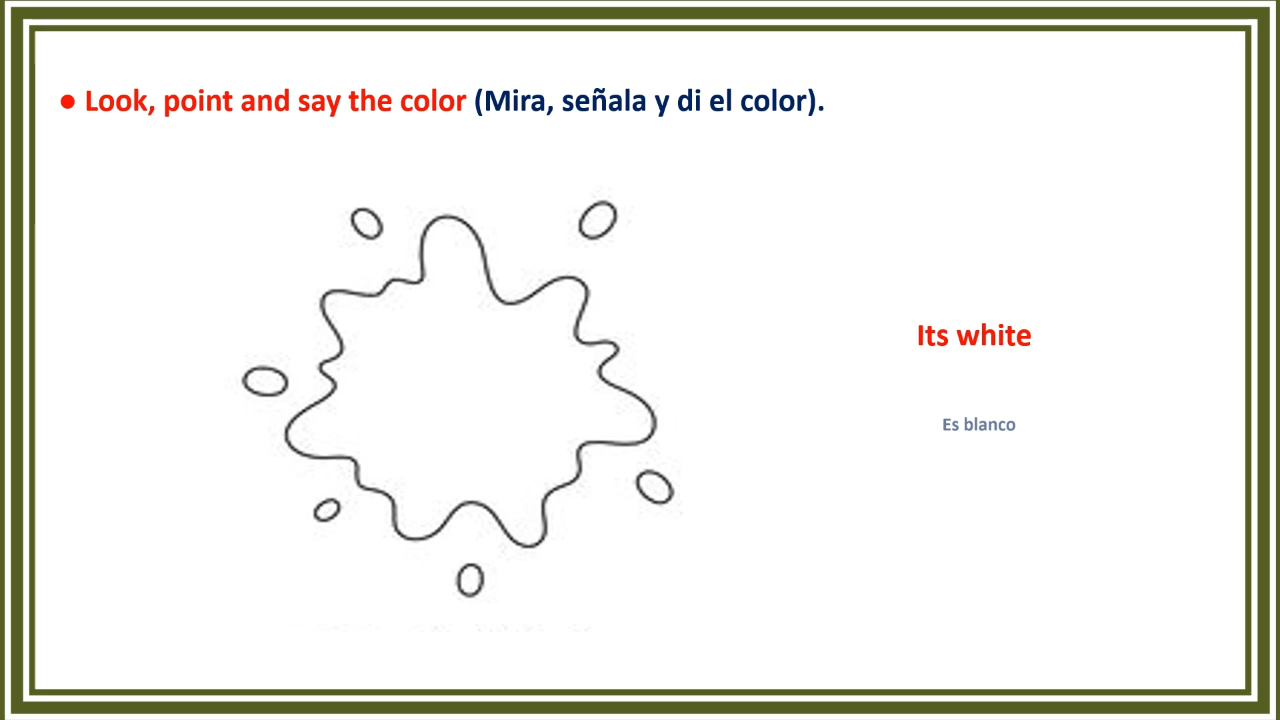 ● Look, point and say the color (Mira, señala y di el color).
Its white
Es blanco